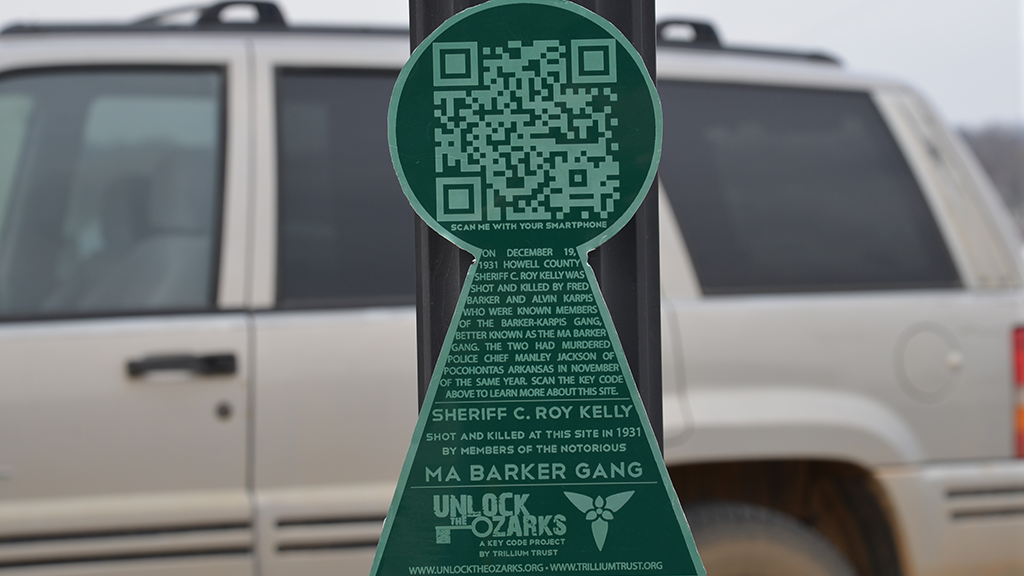 SCAN ME WITH YOUR SMARTPHONE
ON DECEMBER 19,
1931 HOWELL COUNTY
SHERIFF C. ROY KELLY WAS
SHOT AND KILLED BY FRED
BARKER AND ALVIN KARPIS
WHO WERE KNOWN MEMBERS
OF THE BARKER-KARPIS GANG,
BETTER KNOWN AS THE MA BARKER
GANG. THE TWO HAD MURDERED
POLICE CHIEF MANLEY JACKSON OF
POCOHONTAS ARKANSAS IN NOVEMBER
OF THE SAME YEAR. SCAN THE KEY CODE
ABOVE TO LEARN MORE ABOUT THIS SITE.
SHERIFF C. ROY KELLY
SHOT AND KILLED AT THIS SITE IN 1931
BY MEMBERS OF THE NOTORIOUS
MA BARKER GANG
UNLOCK
THE OZARKS
A KEY CODE PROJECT
BY TRILLIUM TRUST
WWW.UNLOCKTHEOZARKS.ORG • WWW.TRILLIUMTRUST.ORG